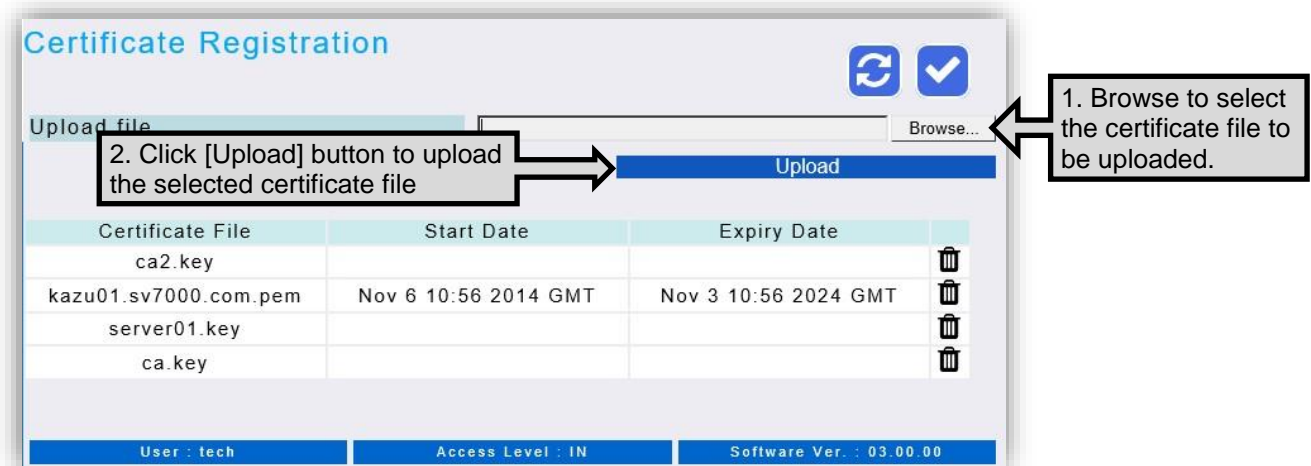 Certificate Registration
Upload file
Browse...
1. Browse to select
the certificate file to
be uploaded.
2. Click [Upload] button to upload
the selected certificate file
Upload
Certificate File Start Date Expiry Date
ca2.key
kazu01.sv7000.com.pem Nov 6 10:56 2014 GMT Nov 3 10:56 2024 GMT
server01.key
ca.key
User : tech Access Level : IN Software Ver. : 03.00.00